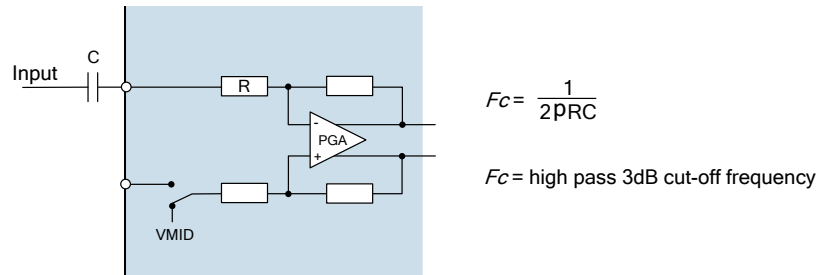 C
Input
R
-
PGA
+
VMID
Fc = 1
2pRC
Fc = high pass 3dB cut-off frequency